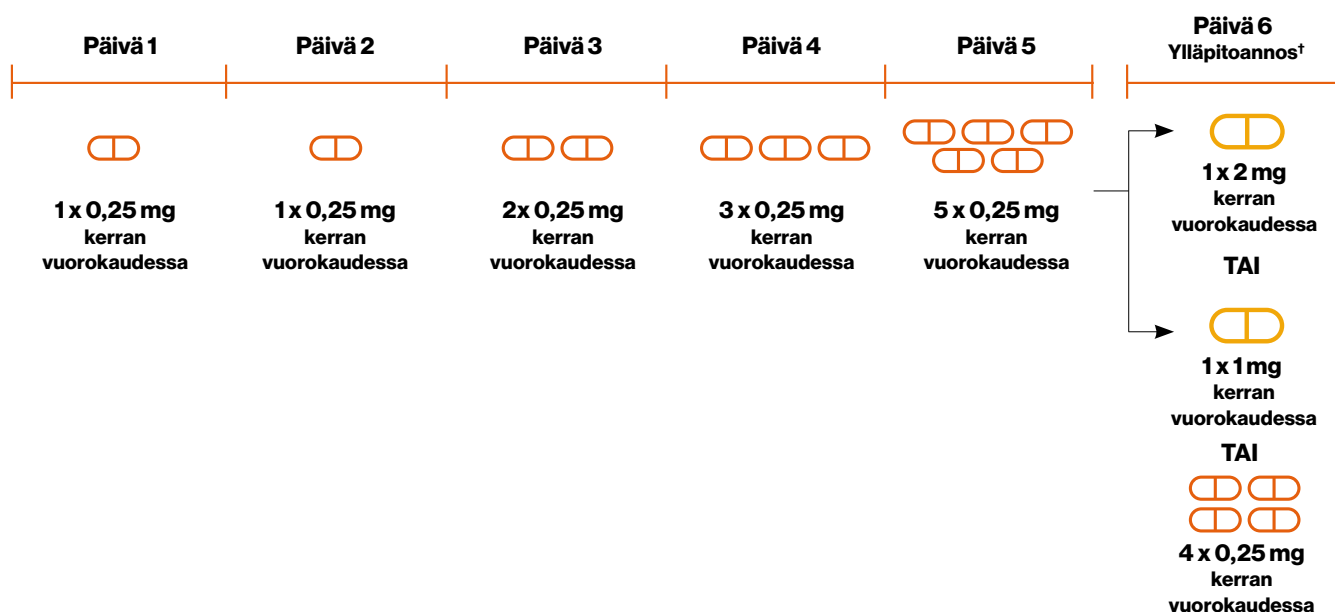 Päivä 1
Päivä 2
Päivä 3
Päivä 4
Päivä 5
Päivä 6
Ylläpitoannos†
1 x 0,25 mg
kerran
vuorokaudessa
1 x 0,25 mg
kerran
vuorokaudessa
2x 0,25 mg
kerran
vuorokaudessa
3 x 0,25 mg
kerran
vuorokaudessa
5 x 0,25 mg
kerran
vuorokaudessa
1 x 2 mg
kerran
vuorokaudessa
TAI
1 x 1 mg
kerran
vuorokaudessa
TAI
4 x 0,25 mg
kerran
vuorokaudessa